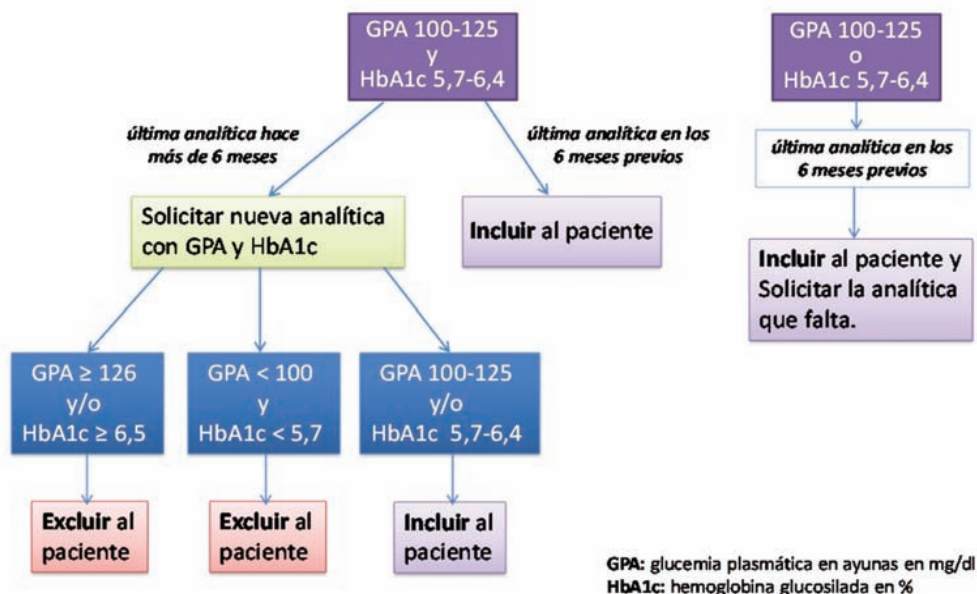 GPA 100-125
y
HbA1c 5,7-6,4
última analítica hace
más de 6 meses
última analítica en los
6 meses previos
Solicitar nueva analítica
con GPA y HbA1c
Incluir al paciente
GPA ≥ 126
y/o
HbA1c ≥ 6,5
GPA < 100
y
HbA1c < 5,7
GPA 100-125
y/o
HbA1c 5,7-6,4
Excluir al
paciente
Excluir al
paciente
Incluir al
paciente
GPA 100-125
o
HbA1c 5,7-6,4
última analítica en los
6 meses previos
Incluir al paciente y
Solicitar la analítica
que falta.
GPA: glucemia plasmática en ayunas en mg/dl
HbA1c: hemoglobina glucosilada en %